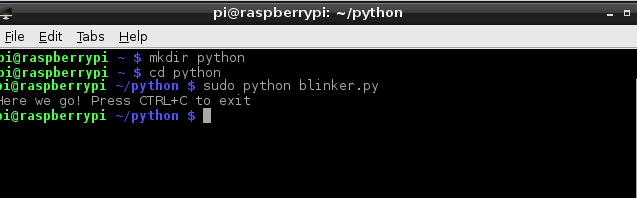 pi@raspberrypi: ~/python
File Edit Tabs Help
pi@raspberrypi ~ $ mkdir python
pi@raspberrypi ~ $ cd python
pi@raspberrypi ~/python $ sudo python blinker.py
Here we go! Press CTRL+C to exit
pi@raspberrypi ~/python $